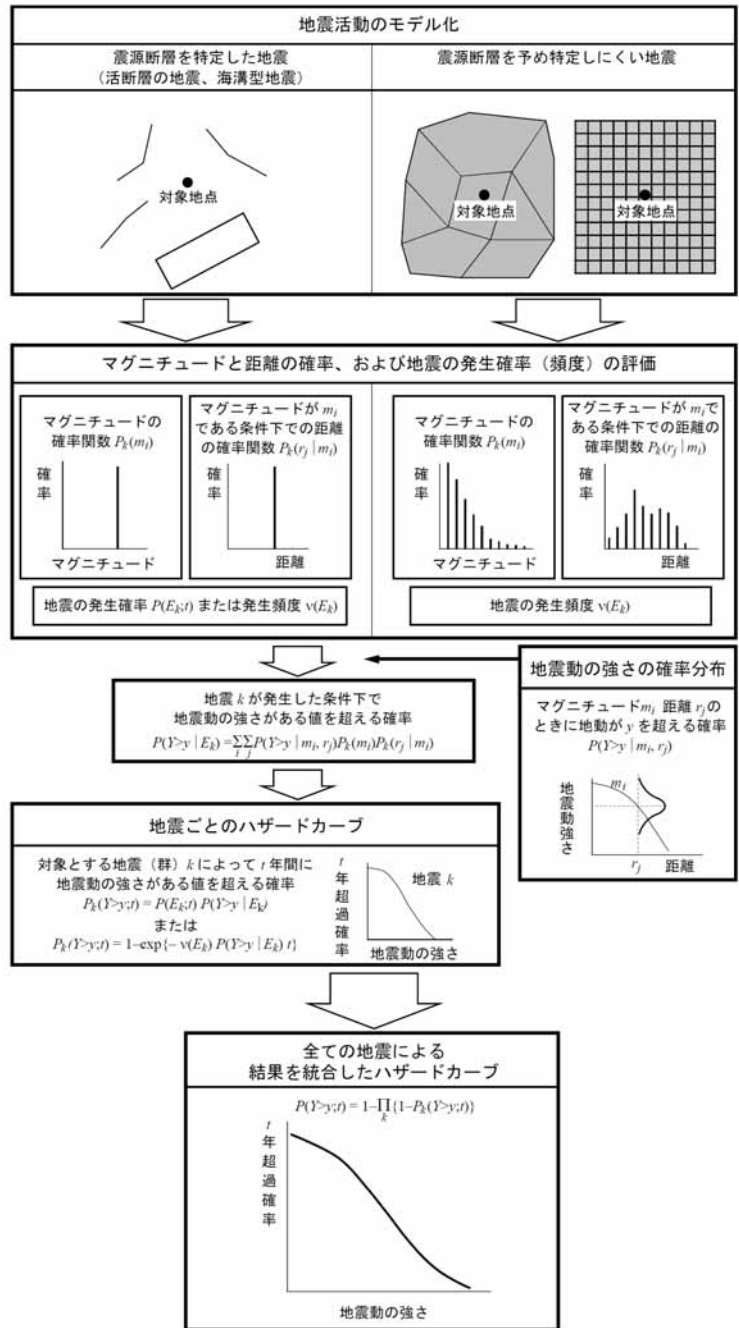 地震活動のモデル化
震源断層を特定した地震
（活断層の地震、海溝型地震）
対象地点
震源断層を予め特定しにくい地震
対象地点
対象地点
マグニチュードと距離の確率、および地震の発生確率（頻度）の評価
マグニチュードの
確率関数 Pk(mi)
確率
マグニチュード
マグニチュードが mi
である条件下での距離
の確率関数 Pk(rj | mi)
確率
距離
地震の発生確率 P(Ek;t) または発生頻度 ν(Ek)
マグニチュードの
確率関数 Pk(mi)
確率
マグニチュード
マグニチュードが mi で
ある条件下での距離の
確率関数 Pk(rj | mi)
確率
距離
地震の発生頻度 ν(Ek)
地震 k が発生した条件下で
地震動の強さがある値を超える確率
P(Y>y | Ek) =ΣΣP(Y>y | mi, rj)Pk(mi)Pk(rj | mi)
i j
地震動の強さの確率分布
マグニチュードmi 距離 rjの
ときに地動が y を超える確率
P(Y>y | mi, rj)
地震動強さ
mi
rj
距離
地震ごとのハザードカーブ
対象とする地震（群）k によって t 年間に
地震動の強さがある値を超える確率
Pk(Y>y;t) = P(Ek;t) P(Y>y | Ek)
または
Pk(Y>y;t) = 1–exp{– ν(Ek) P(Y>y | Ek) t}
t年超過確率
地震 k
地震動の強さ
全ての地震による
結果を統合したハザードカーブ
P(Y>y;t) = 1–Π{1–Pk(Y>y;t)}
k
t年超過確率
地震動の強さ